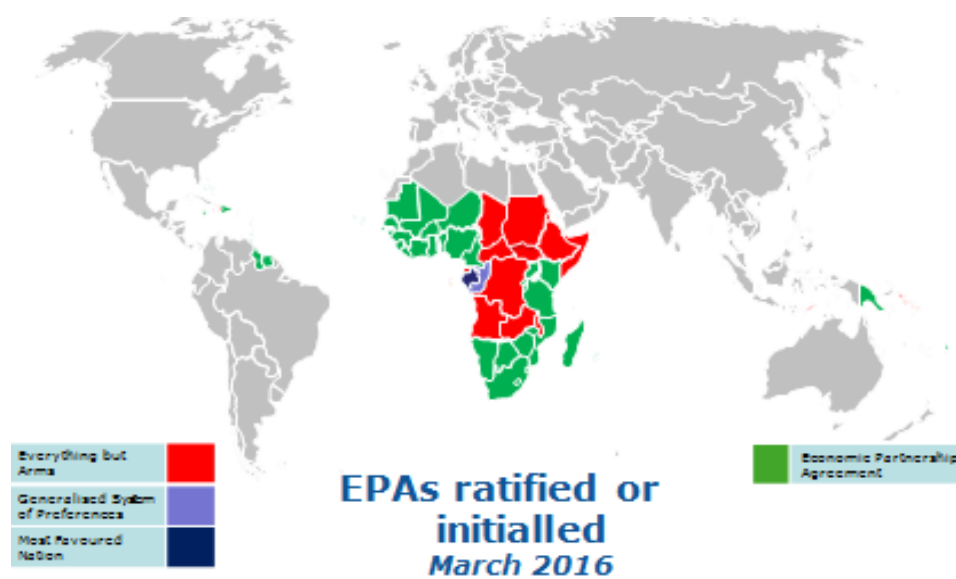 Everything but
Arms
Generalised System
of Preferences
Most Favoured
Nation
Economic Partnership
Agreement
EPAs ratified or
initialled
March 2016